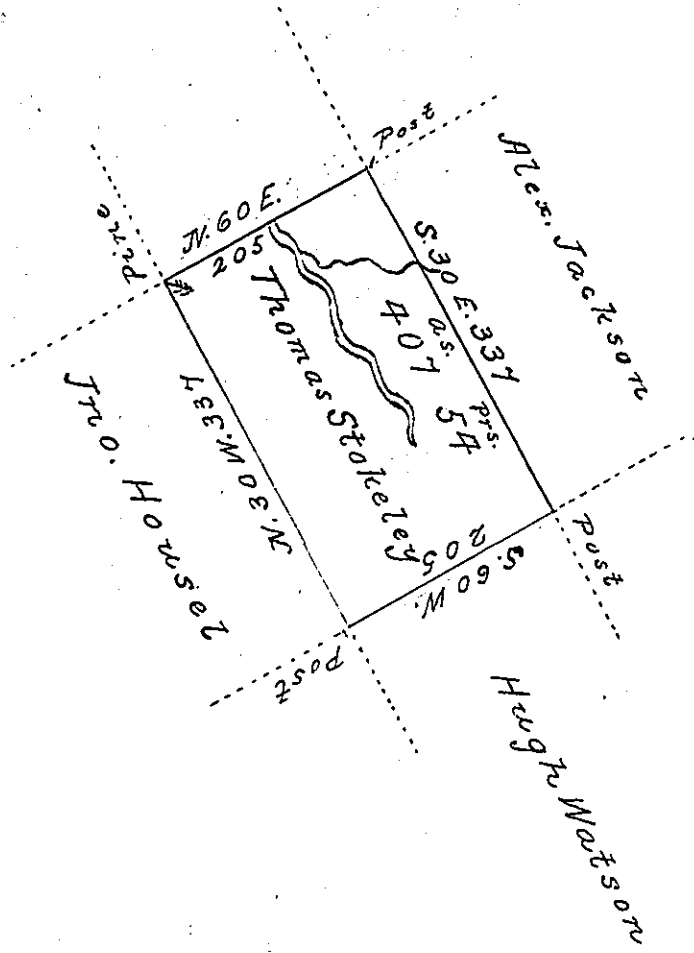 Post
Alex. Jackson
N. 60 E.
205
Pine
S. 30 E. 337
a s. prs.
407 54
Thomas Stokeley
N. 30 W. 337
Jno. Housel
S. 60 W.
205
Post
Post
Hugh Watson